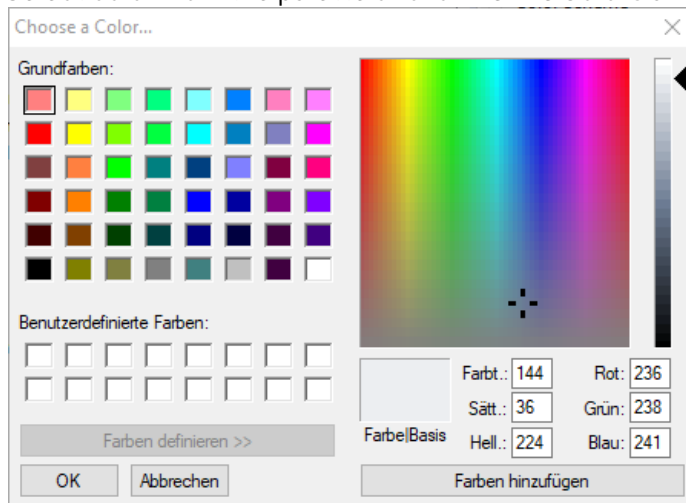 Choose a Color...
Grundfarben:
Benutzerdefinierte Farben:
Farben definieren >>
OK
Abbrechen
Farbe|Basis
Farbt.: 144
Sätt.: 36
Hell.: 224
Rot: 236
Grün: 238
Blau: 241
Farben hinzufügen